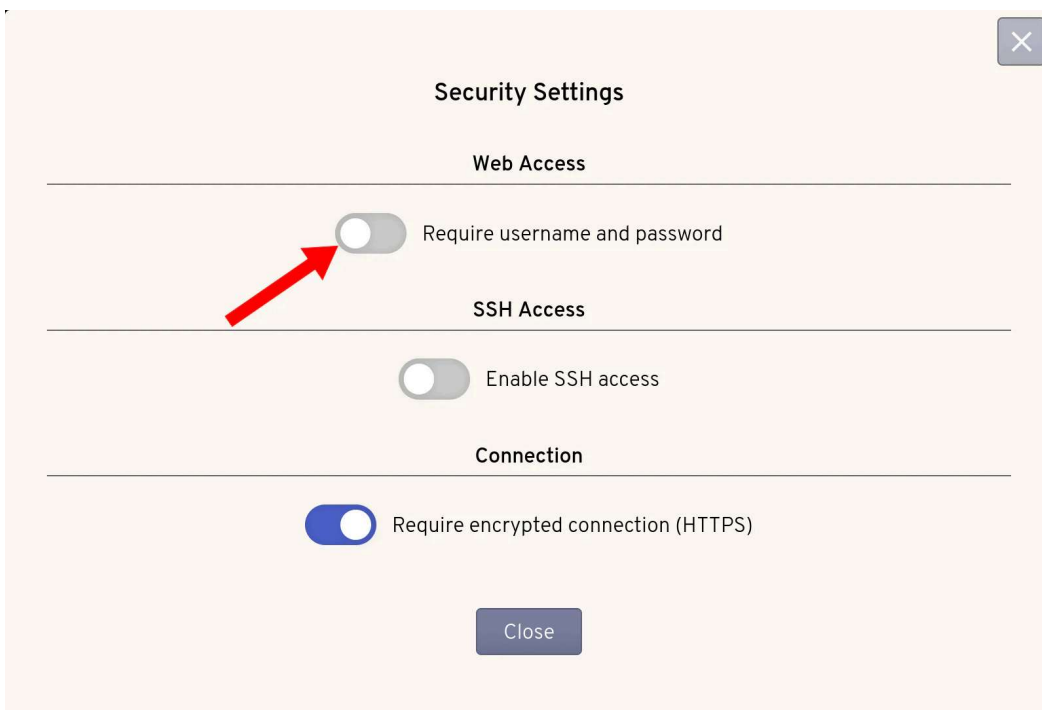 Security Settings
Web Access
Require username and password
SSH Access
Enable SSH access
Connection
Require encrypted connection (HTTPS)
Close